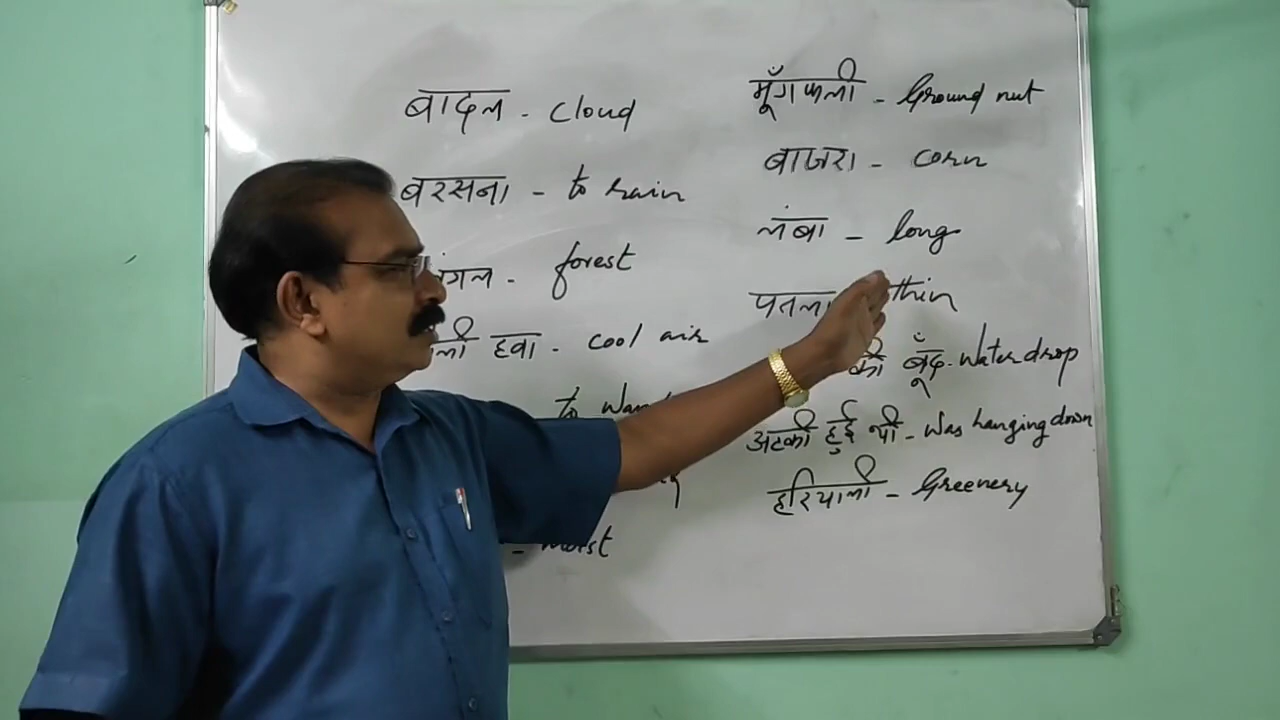 बादल - cloud
बरसना - to rain
forest
हवा - cool air
to
moist
मूँगफली - Ground nut
बाजरा - corn
लंबा - long
पतला thin
की बूँद - Water drop
अटकी हुई थी - Was hanging down
हरियाली - Greenery